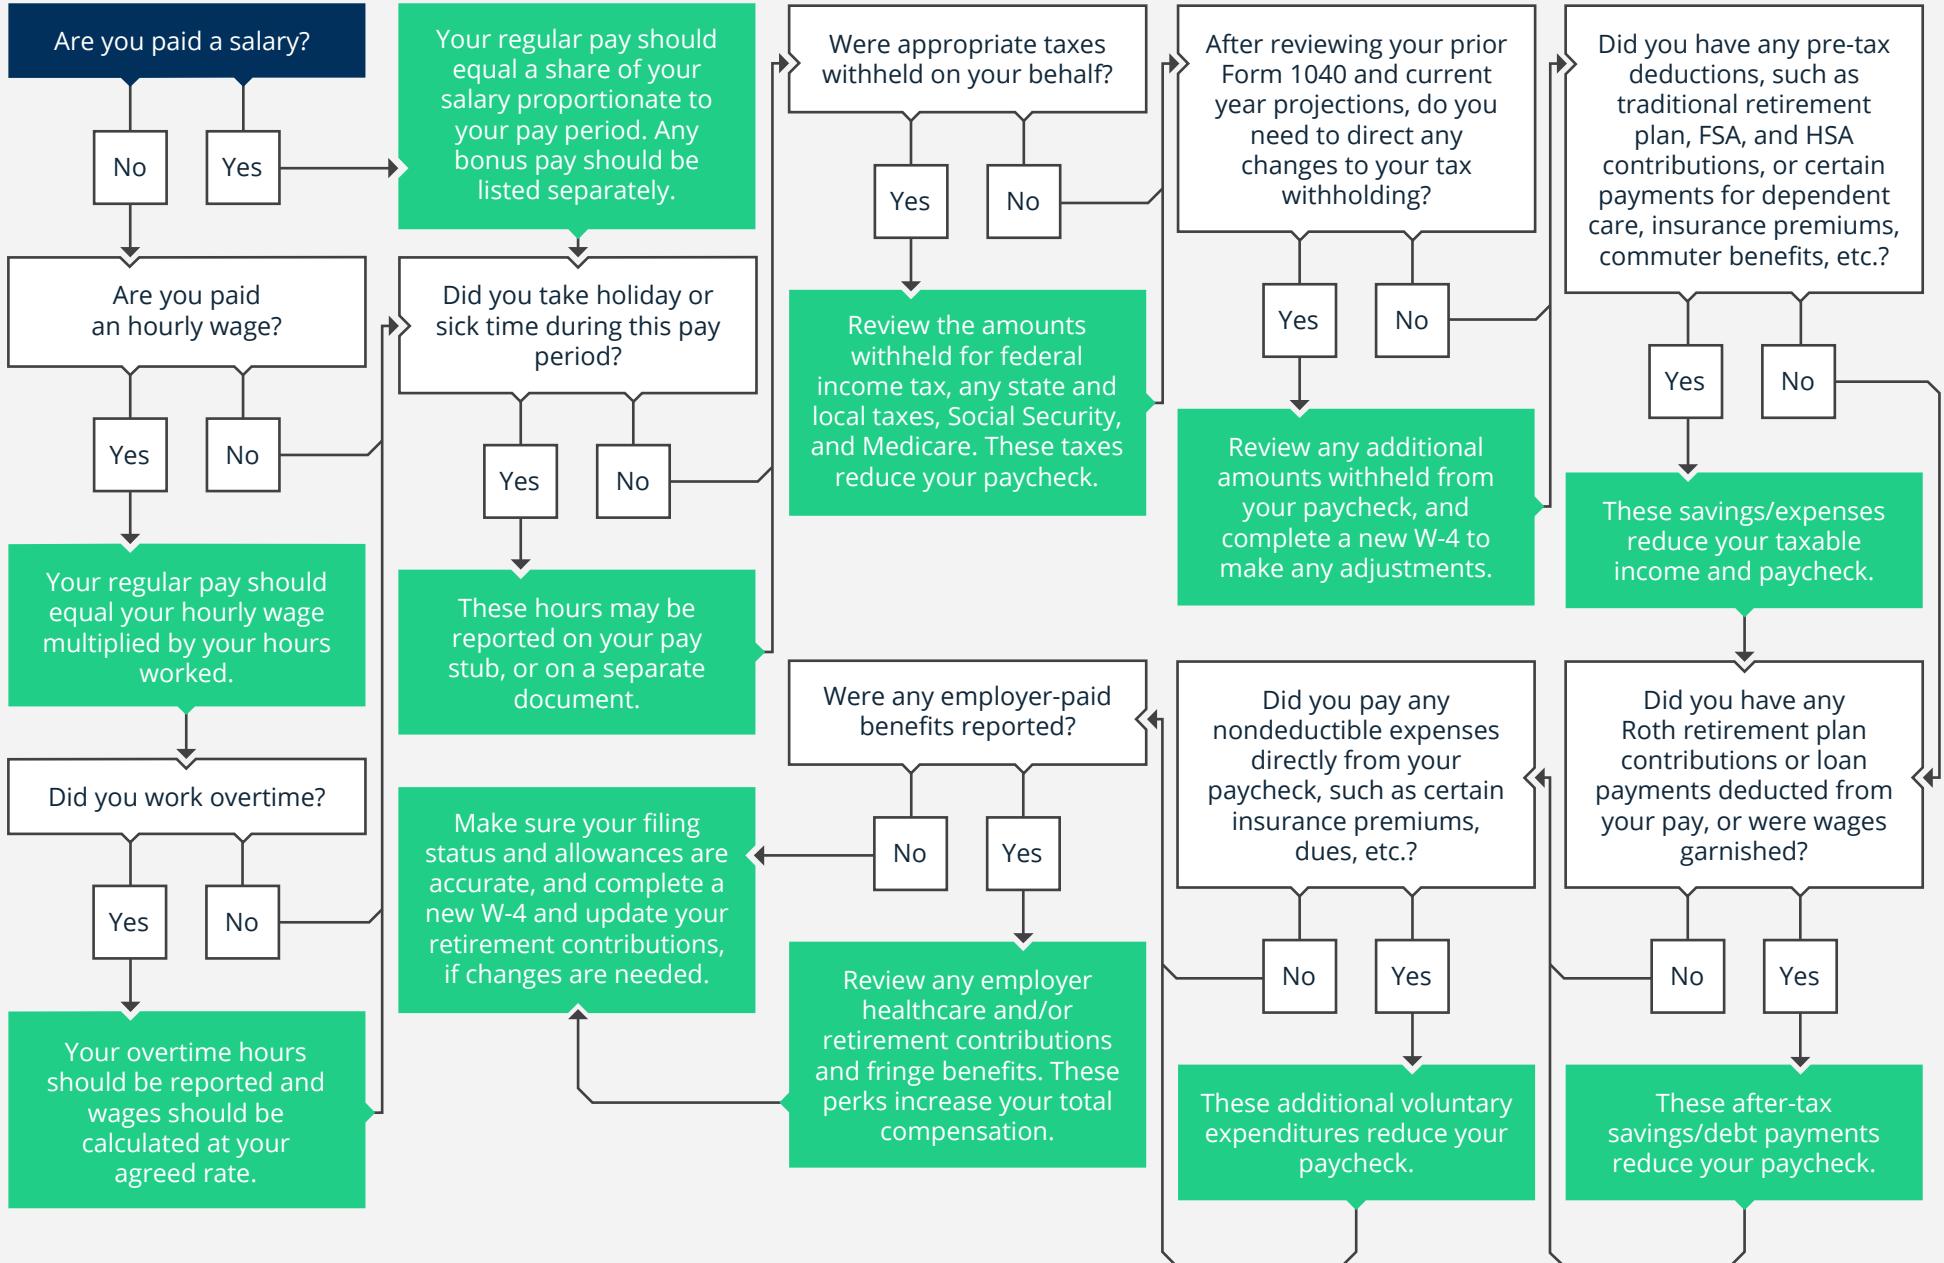 Are you paid a salary?
No
Yes
Are you paid
an hourly wage?
Yes
No
Your regular pay should
equal your hourly wage
multiplied by your hours
worked.
Did you work overtime?
Yes
No
Your overtime hours
should be reported and
wages should be
calculated at your
agreed rate.
Your regular pay should
equal a share of your
salary proportionate to
your pay period. Any
bonus pay should be
listed separately.
Did you take holiday or
sick time during this pay
period?
Yes
No
These hours may be
reported on your pay
stub, or on a separate
document.
Were appropriate taxes
withheld on your behalf?
Yes
No
Review the amounts
withheld for federal
income tax, any state and
local taxes, Social Security,
and Medicare. These taxes
reduce your paycheck.
After reviewing your prior
Form 1040 and current
year projections, do you
need to direct any
changes to your tax
withholding?
Yes
No
Review any additional
amounts withheld from
your paycheck, and
complete a new W-4 to
make any adjustments.
Did you have any pre-tax
deductions, such as
traditional retirement
plan, FSA, and HSA
contributions, or certain
payments for dependent
care, insurance premiums,
commuter benefits, etc.?
Yes
No
These savings/expenses
reduce your taxable
income and paycheck.
Did you have any
Roth retirement plan
contributions or loan
payments deducted from
your pay, or were wages
garnished?
No
Yes
These after-tax
savings/debt payments
reduce your paycheck.
Did you pay any
nondeductible expenses
directly from your
paycheck, such as certain
insurance premiums,
dues, etc.?
No
Yes
These additional voluntary
expenditures reduce your
paycheck.
Were any employer-paid
benefits reported?
No
Yes
Review any employer
healthcare and/or
retirement contributions
and fringe benefits. These
perks increase your total
compensation.
Make sure your filing
status and allowances are
accurate, and complete a
new W-4 and update your
retirement contributions,
if changes are needed.